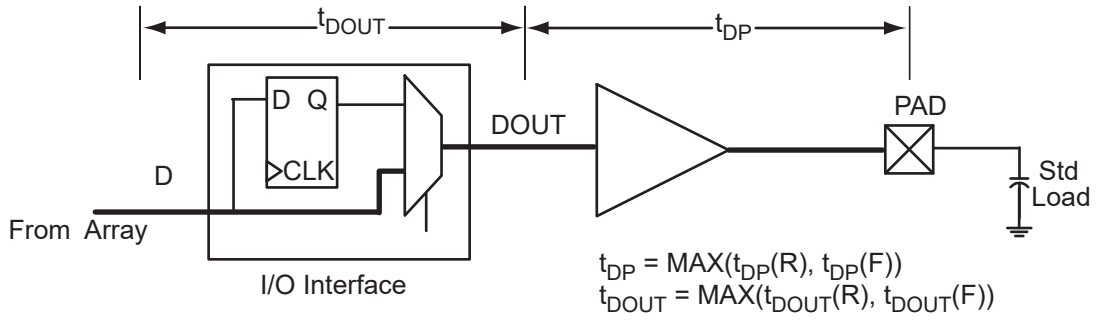 tDOUT
tDP
D Q
CLK
D
From Array
I/O Interface
DOUT
PAD
Std
Load
tDP = MAX(tDP(R), tDP(F))
tDOUT = MAX(tDOUT(R), tDOUT(F))